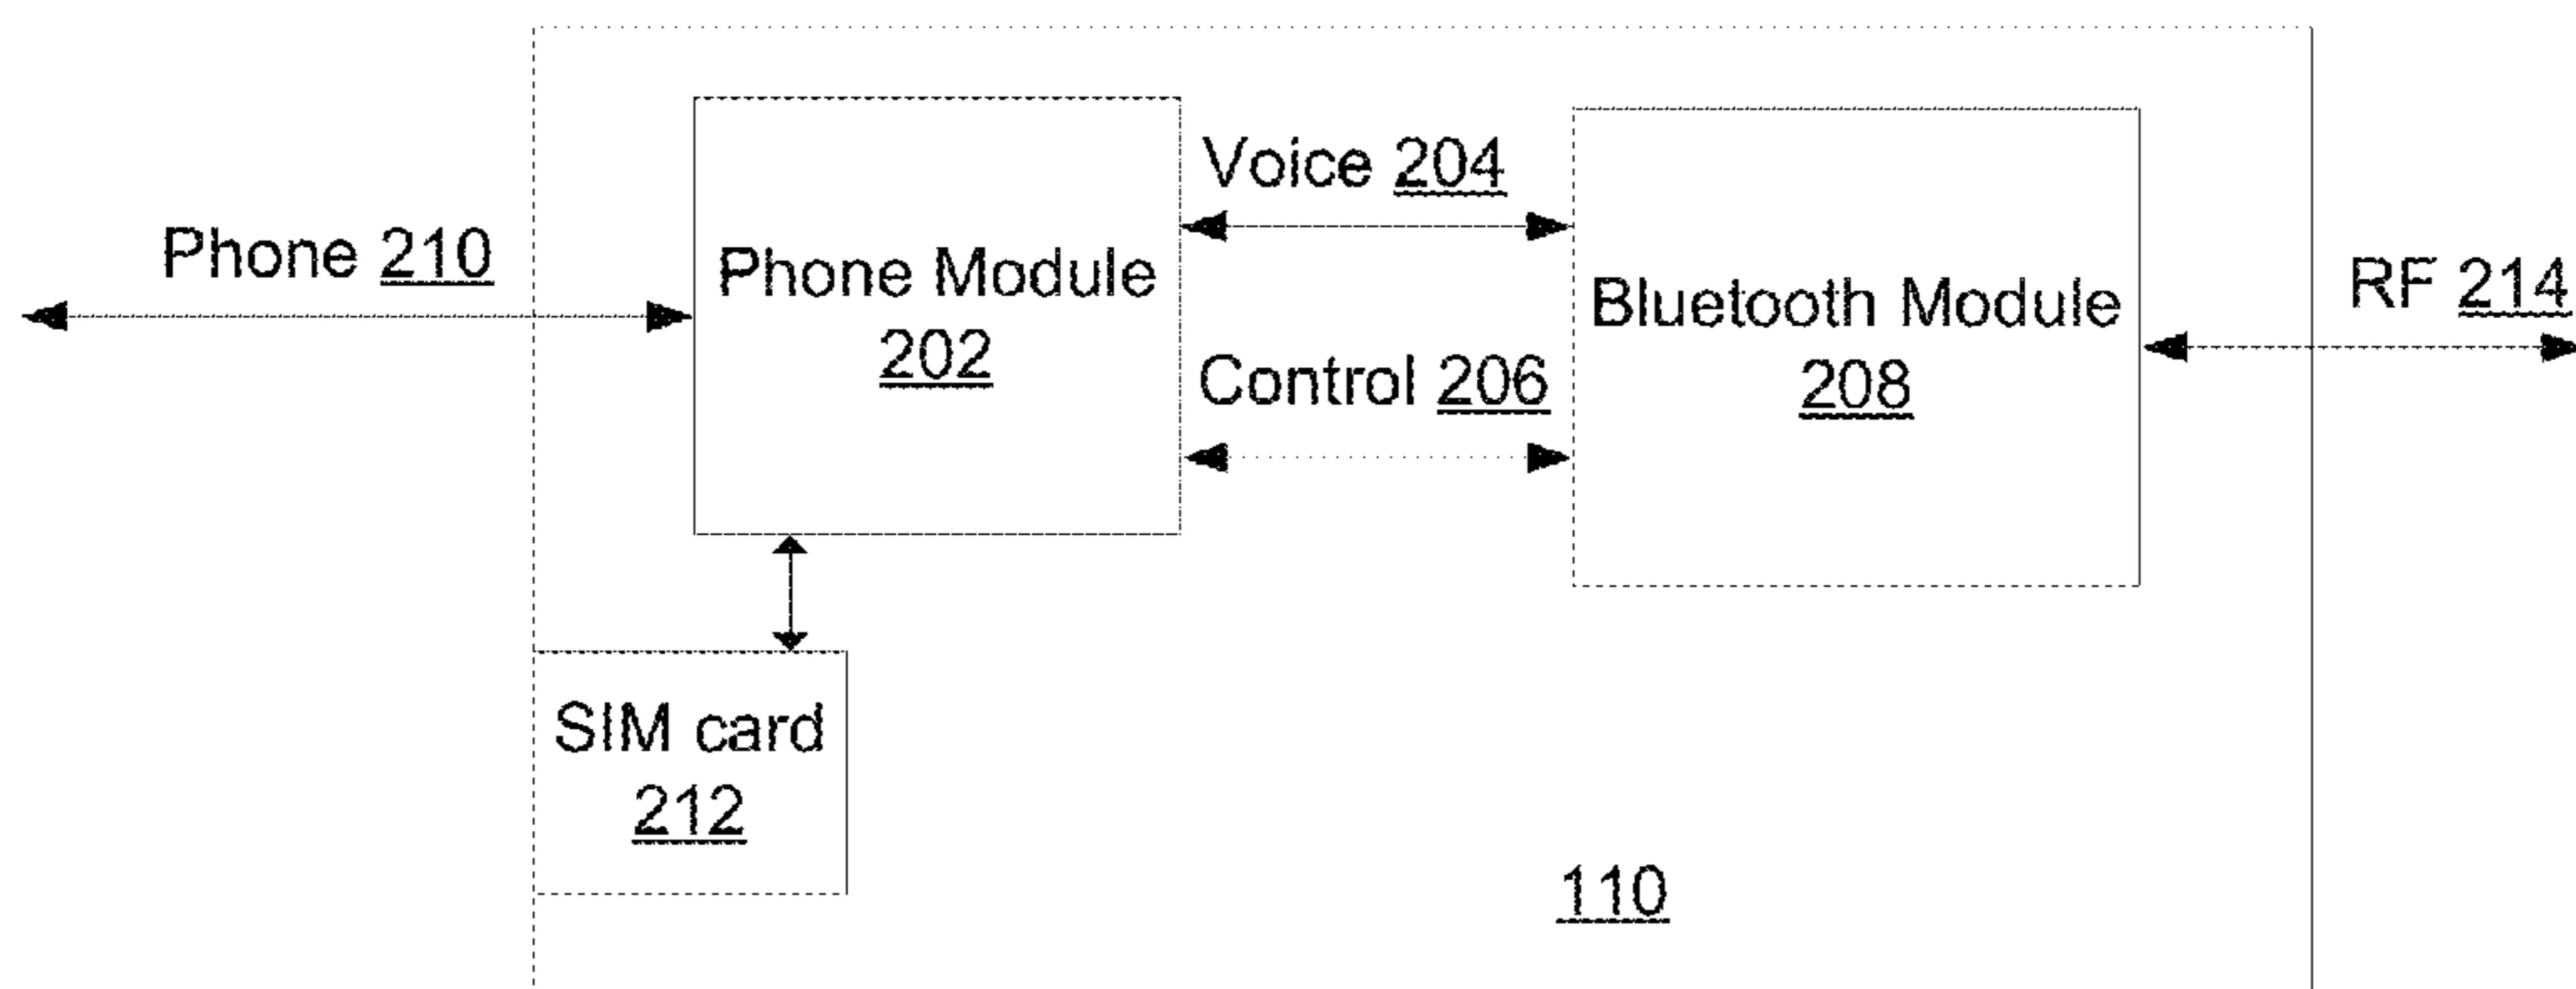 Voice 204
Phone 210
Phone Module
202
Control 206
Bluetooth Module
208
RF 214
SIM card
212
110